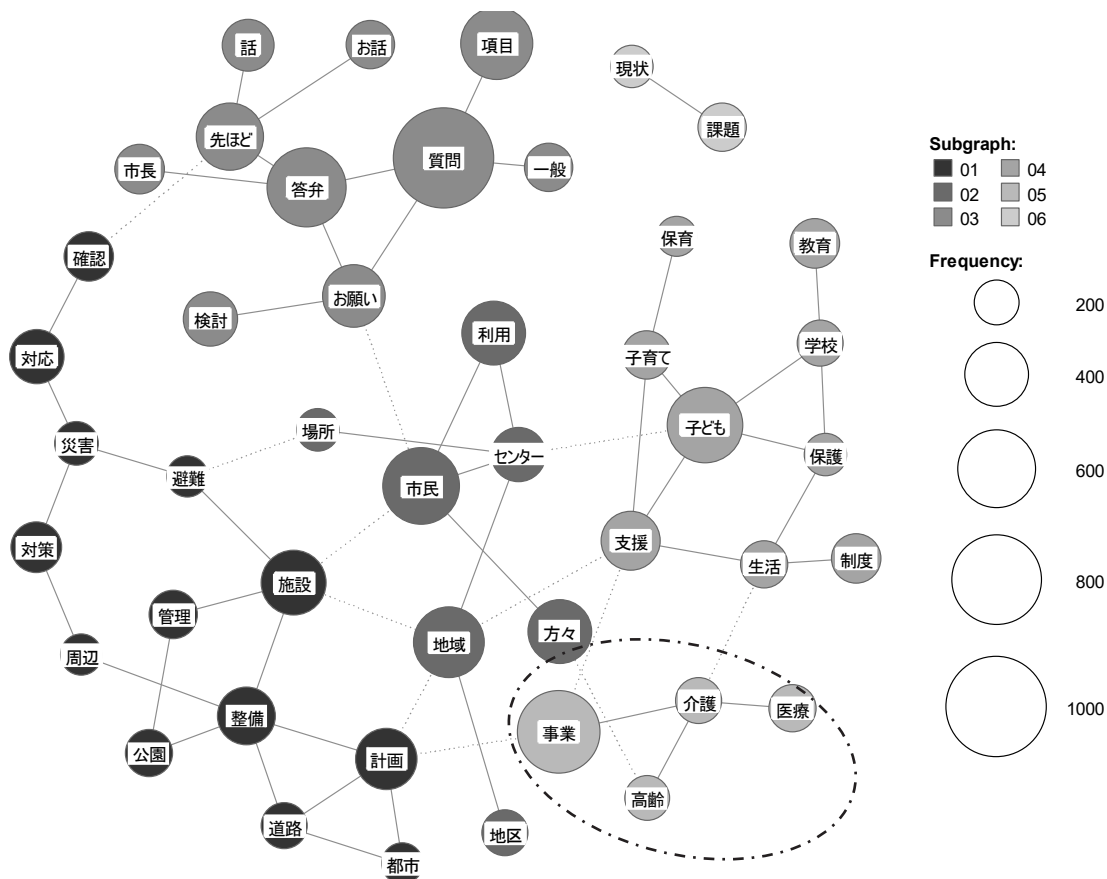 話
お話
項目
現状
課題
先ほど
質問
市長
答弁
一般
Subgraph:
01
04
02
05
03
06
Frequency:
200
400
600
800
1000
確認
保育
教育
検討
お願い
利用
対応
子育て
学校
災害
場所
センター
子ども
保護
避難
市民
対策
支援
生活
制度
施設
管理
周辺
地域
方々
整備
介護
医療
公園
計画
事業
高齢
道路
地区
都市